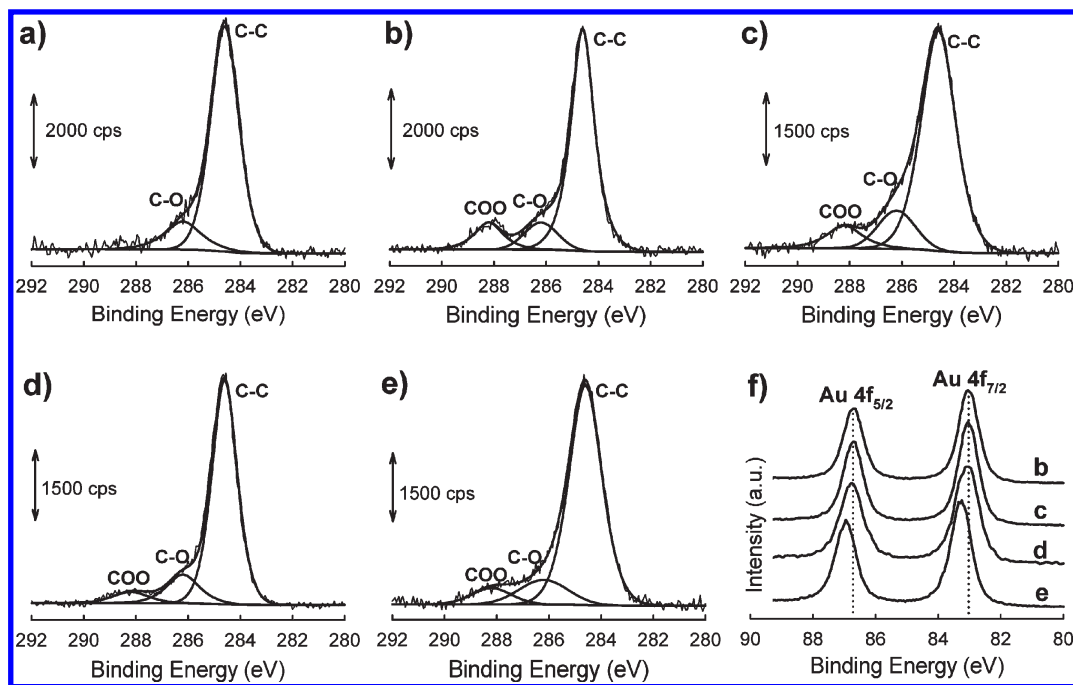 a)
C-C
2000 cps
C-O
292 290 288 286 284 282 280
Binding Energy (eV)
b)
C-C
2000 cps
COO
C-O
292 290 288 286 284 282 280
Binding Energy (eV)
c)
C-C
1500 cps
C-O
COO
292 290 288 286 284 282 280
Binding Energy (eV)
d)
C-C
1500 cps
C-O
COO
292 290 288 286 284 282 280
Binding Energy (eV)
e)
C-C
1500 cps
C-O
COO
292 290 288 286 284 282 280
Binding Energy (eV)
f)
Au 4f5/2
Au 4f7/2
Intensity (a.u.)
b
c
d
e
90 88 86 84 82 80
Binding Energy (eV)